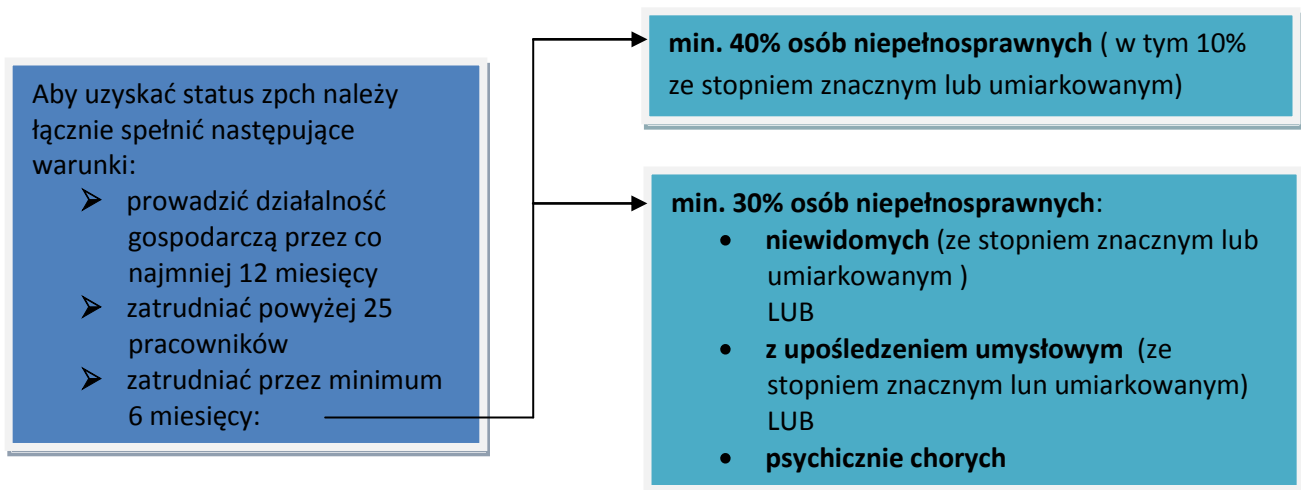 Aby uzyskać status zpch należy
łącznie spełnić następujące
warunki:
➤ prowadzić działalność
gospodarczą przez co
najmniej 12 miesięcy
➤ zatrudniać powyżej 25
pracowników
➤ zatrudniać przez minimum
6 miesięcy:
min. 40% osób niepełnosprawnych ( w tym 10%
ze stopniem znacznym lub umiarkowanym)
min. 30% osób niepełnosprawnych:
• niewidomych (ze stopniem znacznym lub
umiarkowanym )
LUB
• z upośledzeniem umysłowym (ze
stopniem znacznym lun umiarkowanym)
LUB
• psychicznie chorych